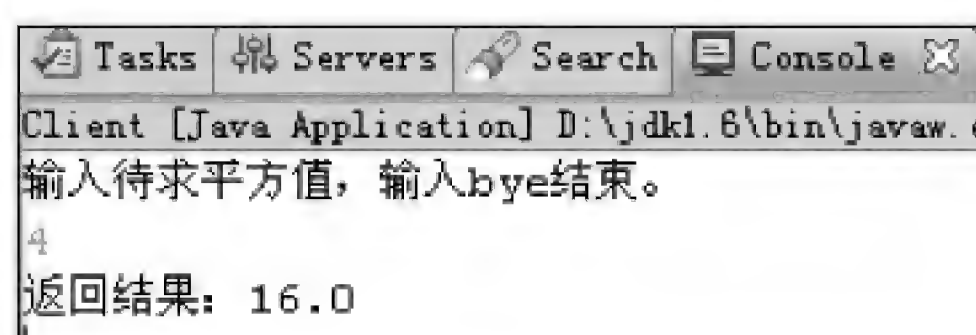 Tasks Servers Search Console
Client [Java Application] D:\jdk1.6\bin\javaw.
输入待求平方值，输入bye结束。
4
返回结果：16.0